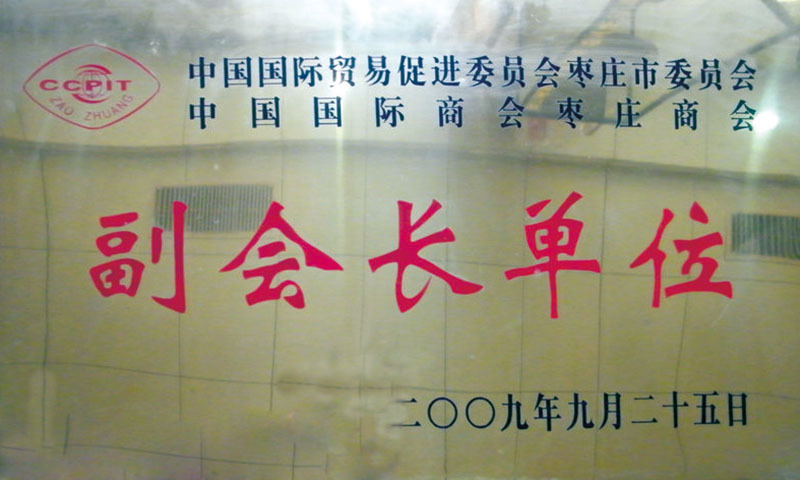 CCPIT
ZAO ZHUANG
中国国际贸易促进委员会枣庄市委员会
中国国际商会枣庄商会
副会长单位
二〇〇九年九月二十五日